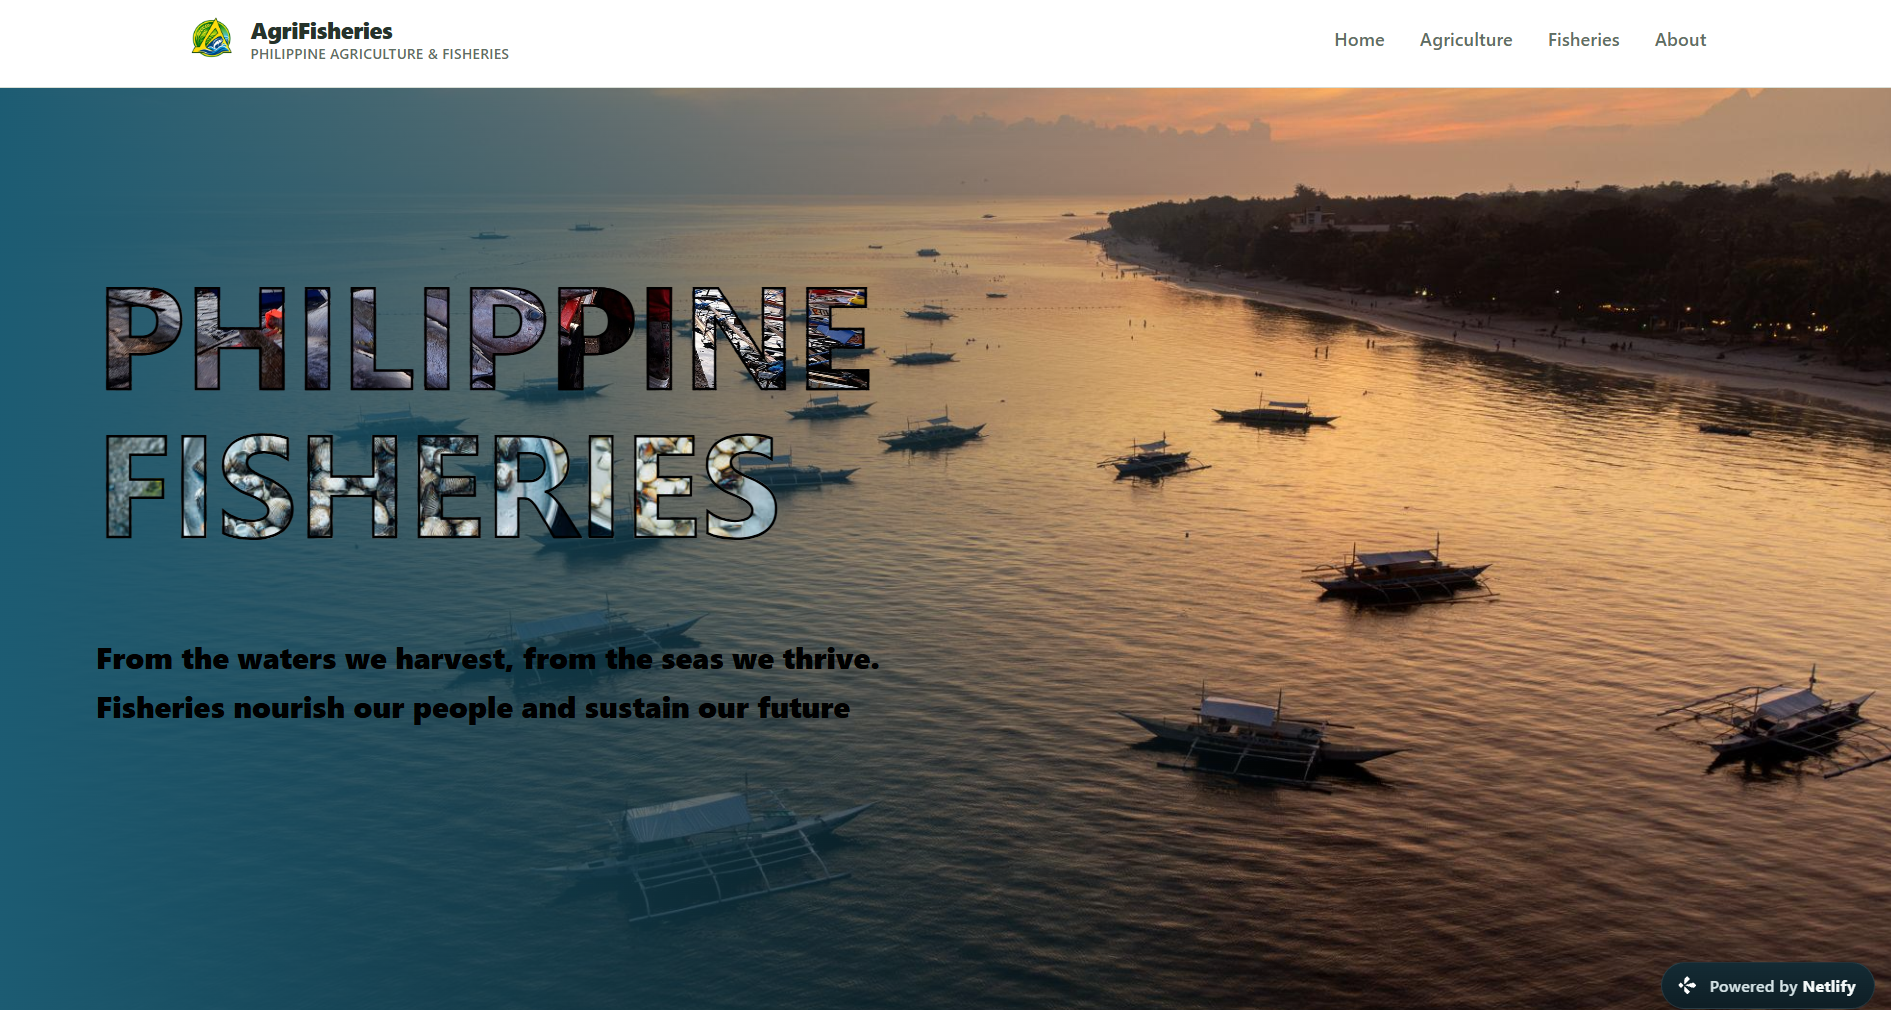 AgriFisheries
PHILIPPINE AGRICULTURE & FISHERIES
Home Agriculture Fisheries About
PHILIPPINE
FISHERIES
From the waters we harvest, from the seas we thrive.
Fisheries nourish our people and sustain our future
Powered by Netlify